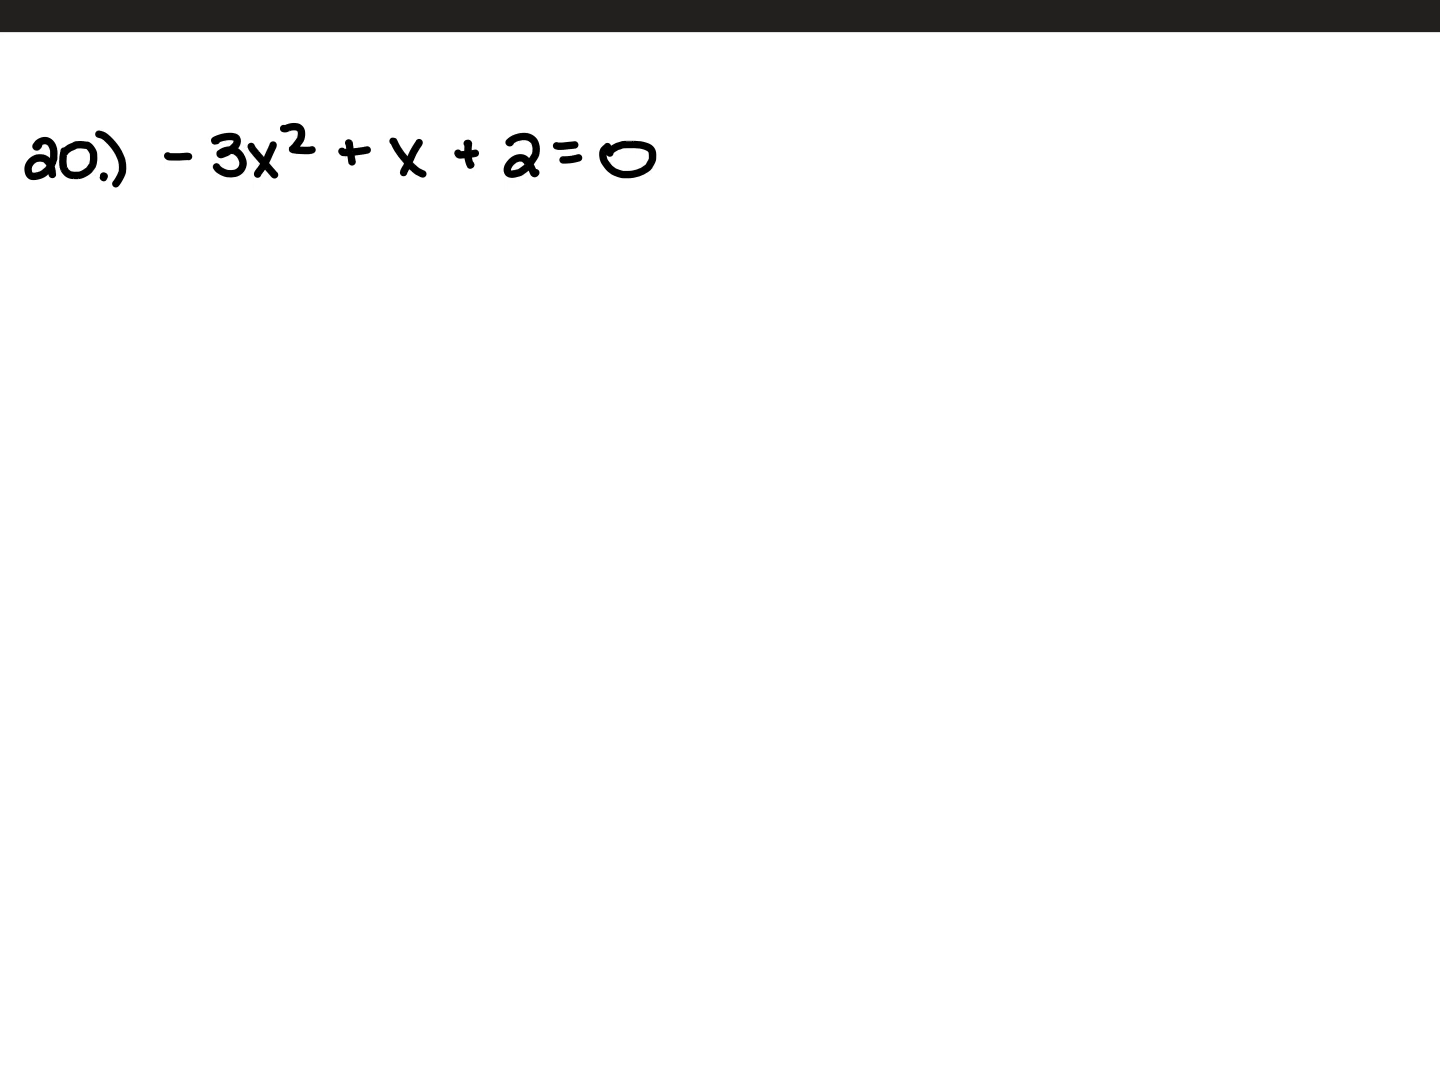 20.) - 3x² + x + 2 = 0